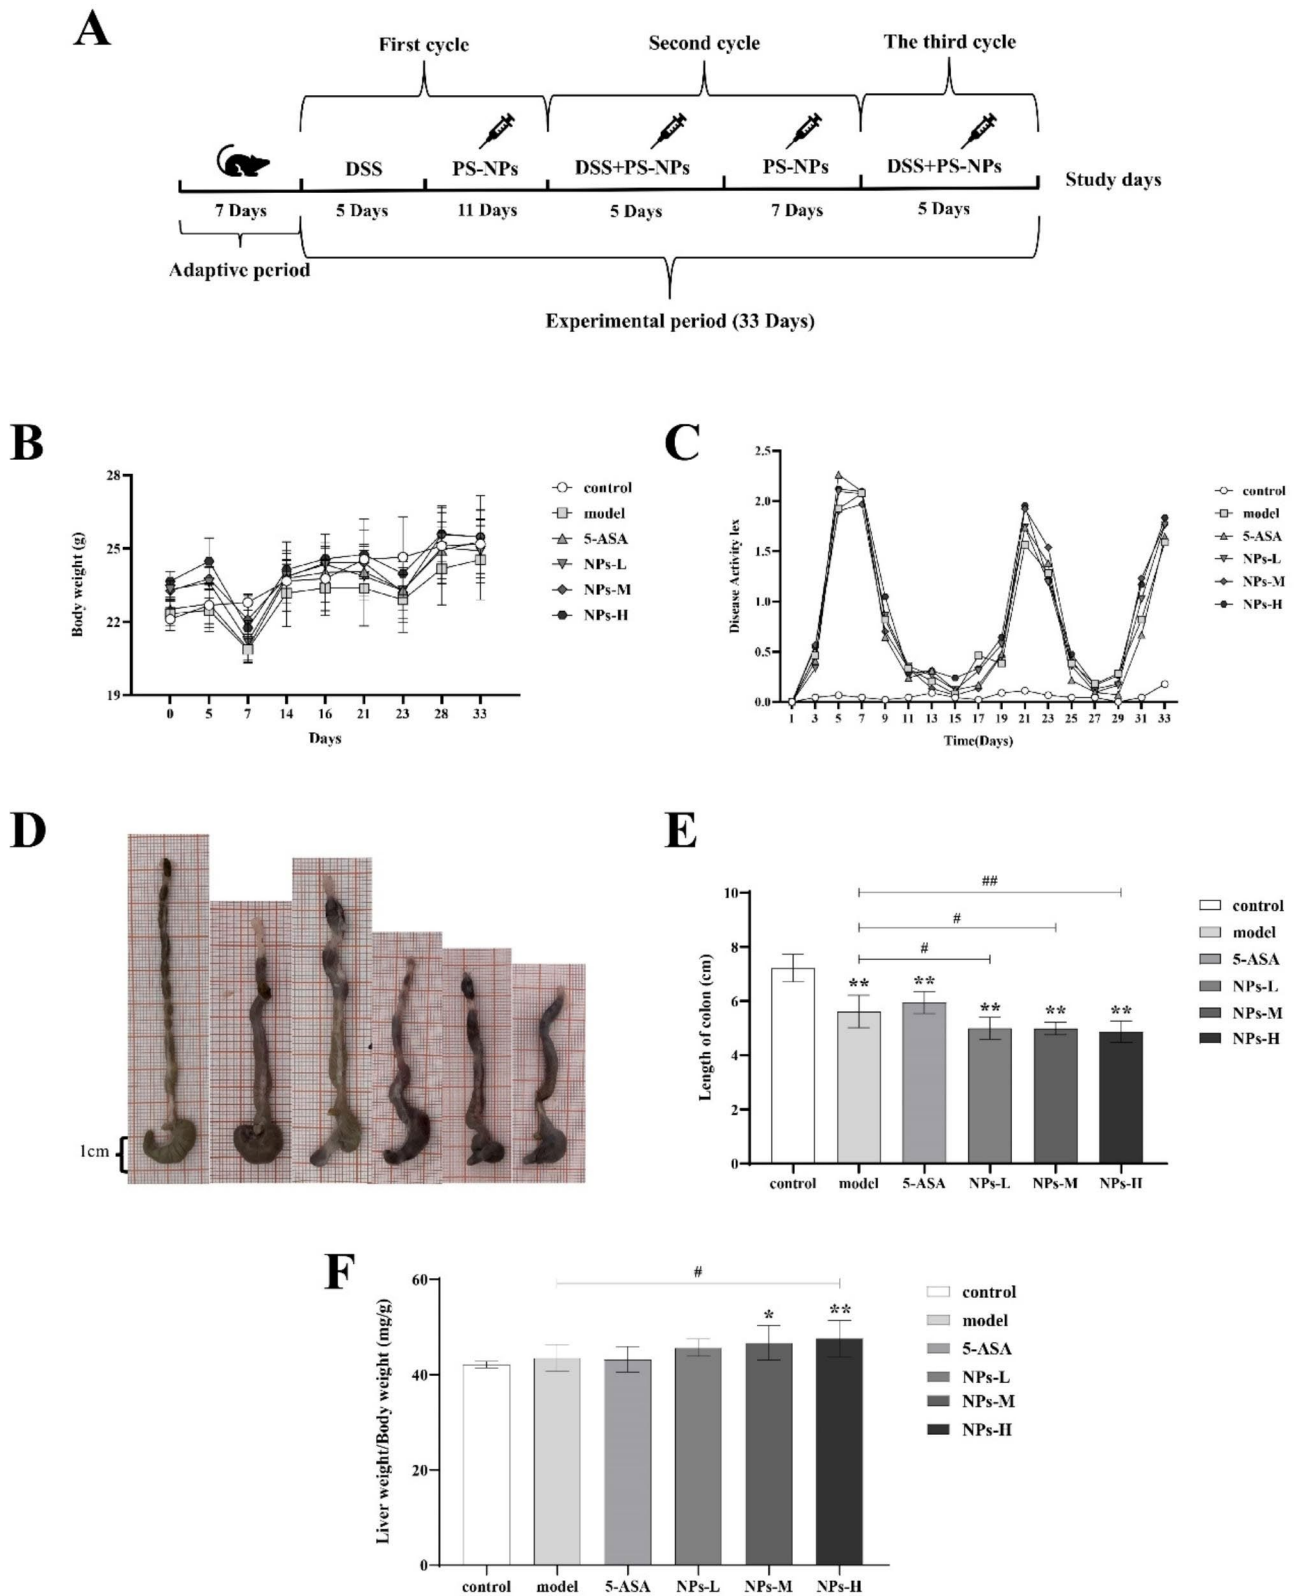 A
First cycle
Second cycle
The third cycle
DSS
PS-NPs
DSS+PS-NPs
PS-NPs
DSS+PS-NPs
Study days
7 Days
5 Days
11 Days
5 Days
7 Days
5 Days
Adaptive period
Experimental period (33 Days)
B
Body weight (g)
28
25
22
19
0 5 7 14 16 21 23 28 33
Days
control
model
5-ASA
NPs-L
NPs-M
NPs-H
C
Disease Activity lex
2.5
2.0
1.5
1.0
0.5
0.0
1 3 5 7 9 11 13 15 17 19 21 23 25 27 29 31 33
Time(Days)
control
model
5-ASA
NPs-L
NPs-M
NPs-H
D
1cm
E
Length of colon (cm)
10
8
6
4
2
0
##
#
#
** ** ** ** **
control model 5-ASA NPs-L NPs-M NPs-H
control
model
5-ASA
NPs-L
NPs-M
NPs-H
F
Liver weight/Body weight (mg/g)
60
40
20
0
#
* **
control model 5-ASA NPs-L NPs-M NPs-H
control
model
5-ASA
NPs-L
NPs-M
NPs-H